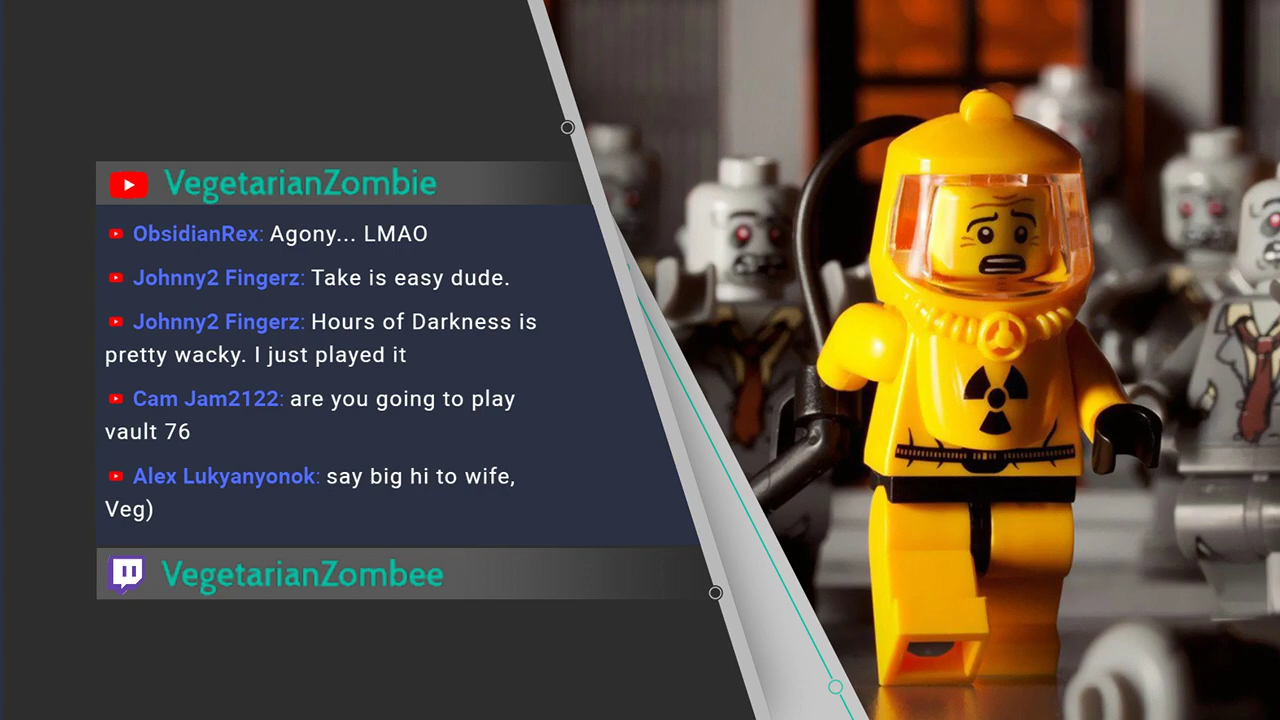 VegetarianZombie
ObsidianRex: Agony... LMAO
Johnny2 Fingerz: Take is easy dude.
Johnny2 Fingerz: Hours of Darkness is
pretty wacky. I just played it
Cam Jam2122: are you going to play
vault 76
Alex Lukyanyonok: say big hi to wife,
Veg)
VegetarianZombee